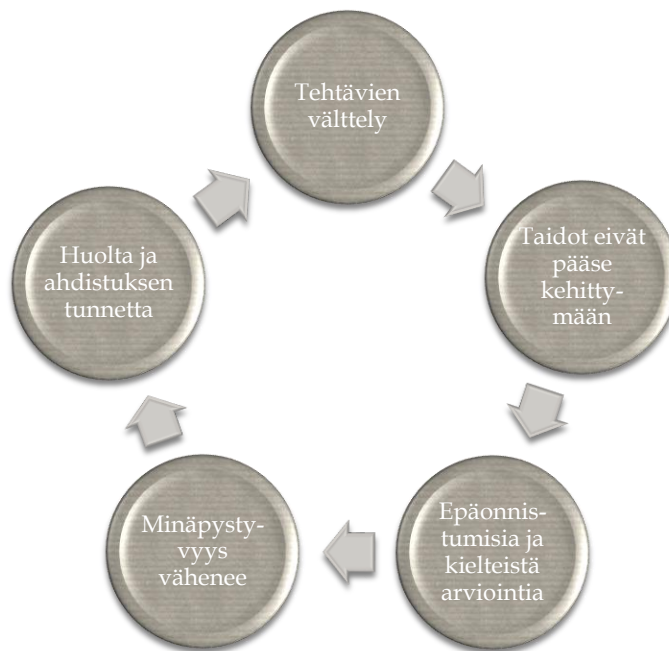 Tehtävien
välttely
Taidot eivät
pääse
kehitty-
mään
Epäonnis-
tumisia ja
kielteistä
arviointia
Minäpysty-
vyys
vähenee
Huolta ja
ahdistuksen
tunnetta